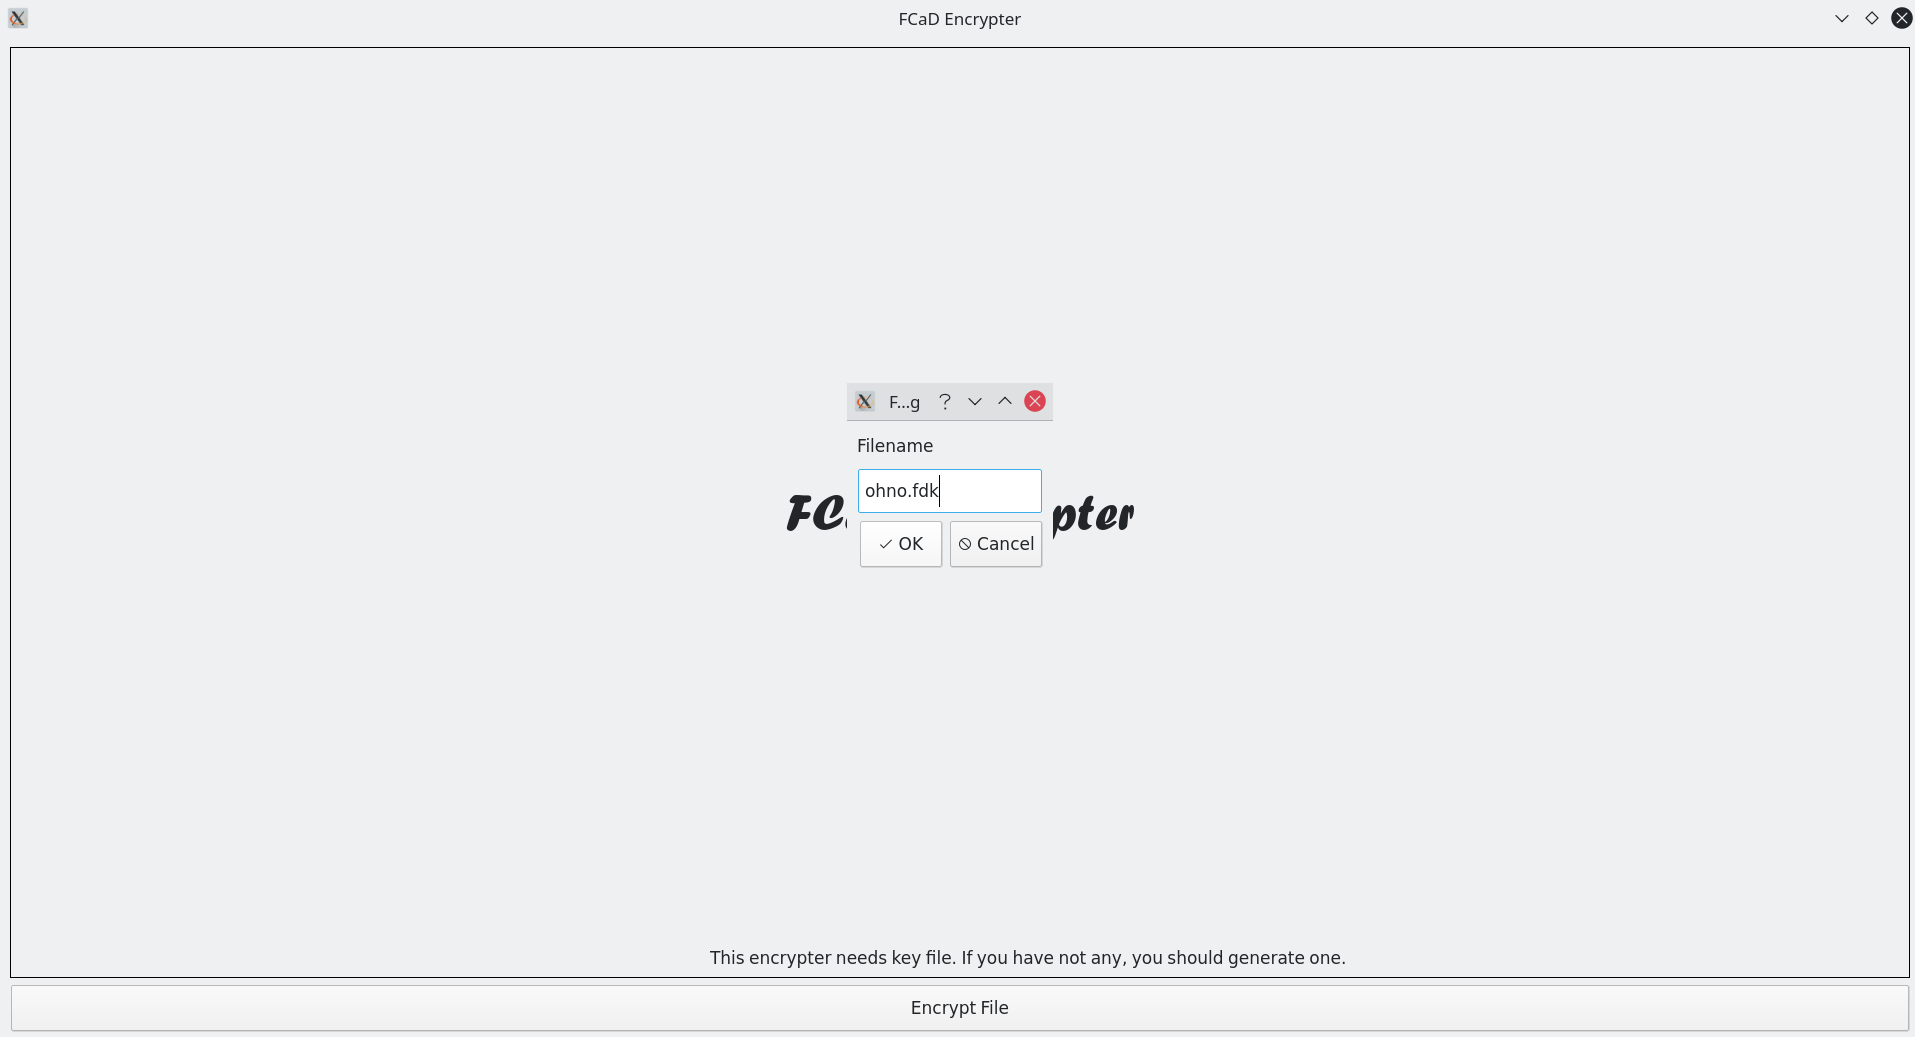 FCaD Encrypter
F...g
Filename
ohno.fdk
FC
pter
OK
Cancel
This encrypter needs key file. If you have not any, you should generate one.
Encrypt File